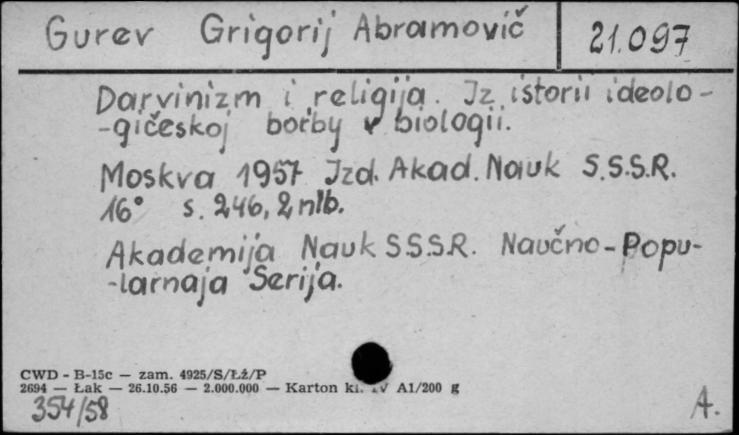 Gurev Grigorij Abramovič 21.097
Darvinizm i religija. Iz istorii ideolo-
-gičeskoj boŕby v biologii.
Moskva 1957 Izd. Akad. Nauk S.S.S.R.
16° s. 246, 2 nlb.
Akademija Nauk S.S.S.R. Naučno-Popu-
-larnaja Serija.
CWD - B-15c — zam. 4925/S/ŁŻ/P
2694 — Łak — 26.10.56 — 2.000.000 — Karton kl. IV A1/200 g
354/58 A.